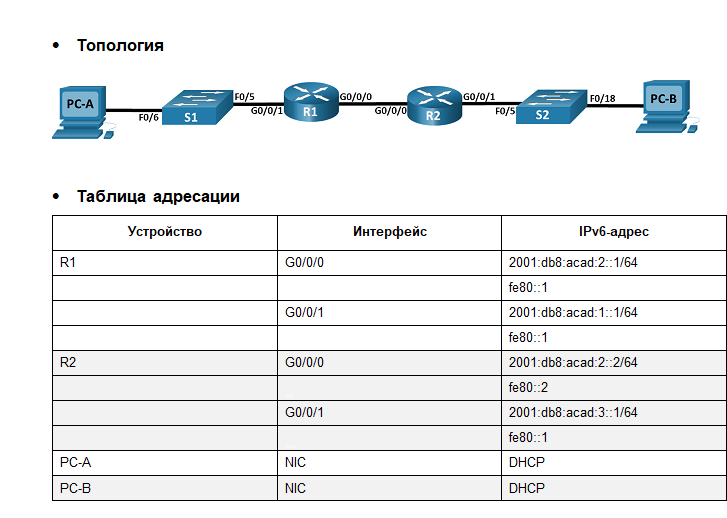 • Топология
PC-A
F0/6
S1
F0/5
G0/0/1
R1
G0/0/0
G0/0/0
R2
G0/0/1
F0/5
S2
F0/18
PC-B
• Таблица адресации
Устройство Интерфейс IPv6-адрес
R1 G0/0/0 2001:db8:acad:2::1/64
fe80::1
G0/0/1 2001:db8:acad:1::1/64
fe80::1
R2 G0/0/0 2001:db8:acad:2::2/64
fe80::2
G0/0/1 2001:db8:acad:3::1/64
fe80::1
PC-A NIC DHCP
PC-B NIC DHCP